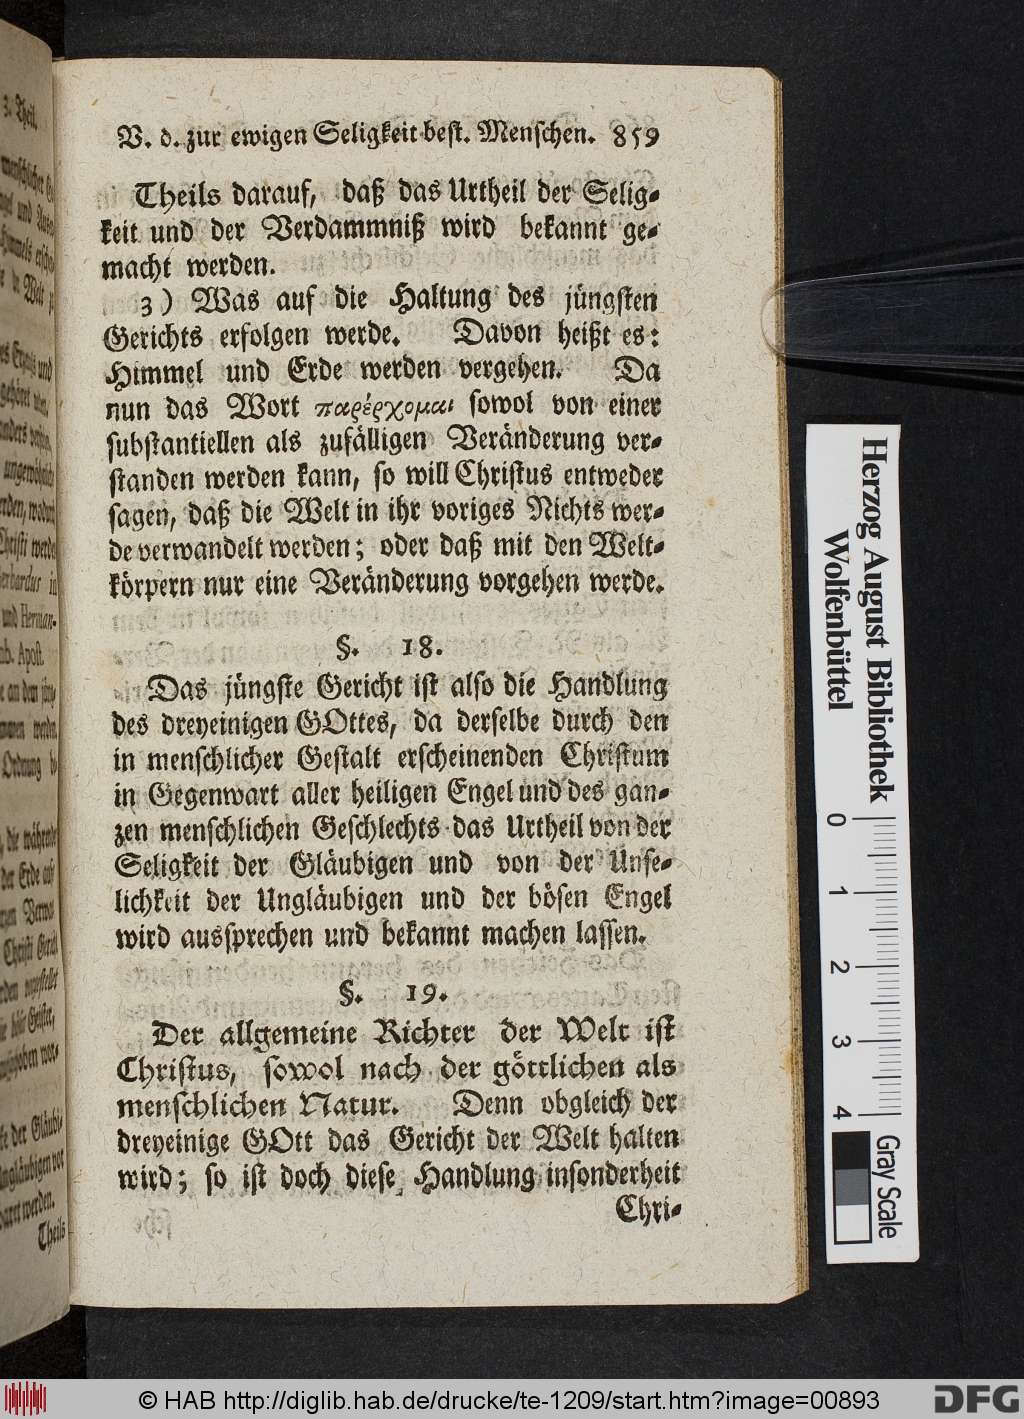 V. d. zur ewigen Seligkeit best. Menschen. 859
Theils darauf, daß das Urtheil der Selig-
keit und der Verdammniß wird bekannt ge-
macht werden.
3) Was auf die Haltung des jüngsten
Gerichts erfolgen werde. Davon heißt es:
Himmel und Erde werden vergehen. Da
nun das Wort παρέρχομαι sowol von einer
substantiellen als zufälligen Veränderung ver-
standen werden kann, so will Christus entweder
sagen, daß die Welt in ihr voriges Nichts wer-
de verwandelt werden; oder daß mit den Welt-
körpern nur eine Veränderung vorgehen werde.
§. 18.
Das jüngste Gericht ist also die Handlung
des dreyeinigen GOttes, da derselbe durch den
in menschlicher Gestalt erscheinenden Christum
in Gegenwart aller heiligen Engel und des gan-
zen menschlichen Geschlechts das Urtheil von der
Seligkeit der Gläubigen und von der Unse-
lichkeit der Ungläubigen und der bösen Engel
wird aussprechen und bekannt machen lassen.
§. 19.
Der allgemeine Richter der Welt ist
Christus, sowol nach der göttlichen als
menschlichen Natur. Denn obgleich der
dreyeinige GOtt das Gericht der Welt halten
wird; so ist doch diese Handlung insonderheit
Chri-
3. Theil.
und Herman-
Theils
Herzog August Bibliothek
Wolfenbüttel
0 1 2 3 4
Gray Scale
© HAB http://diglib.hab.de/drucke/te-1209/start.htm?image=00893
DFG